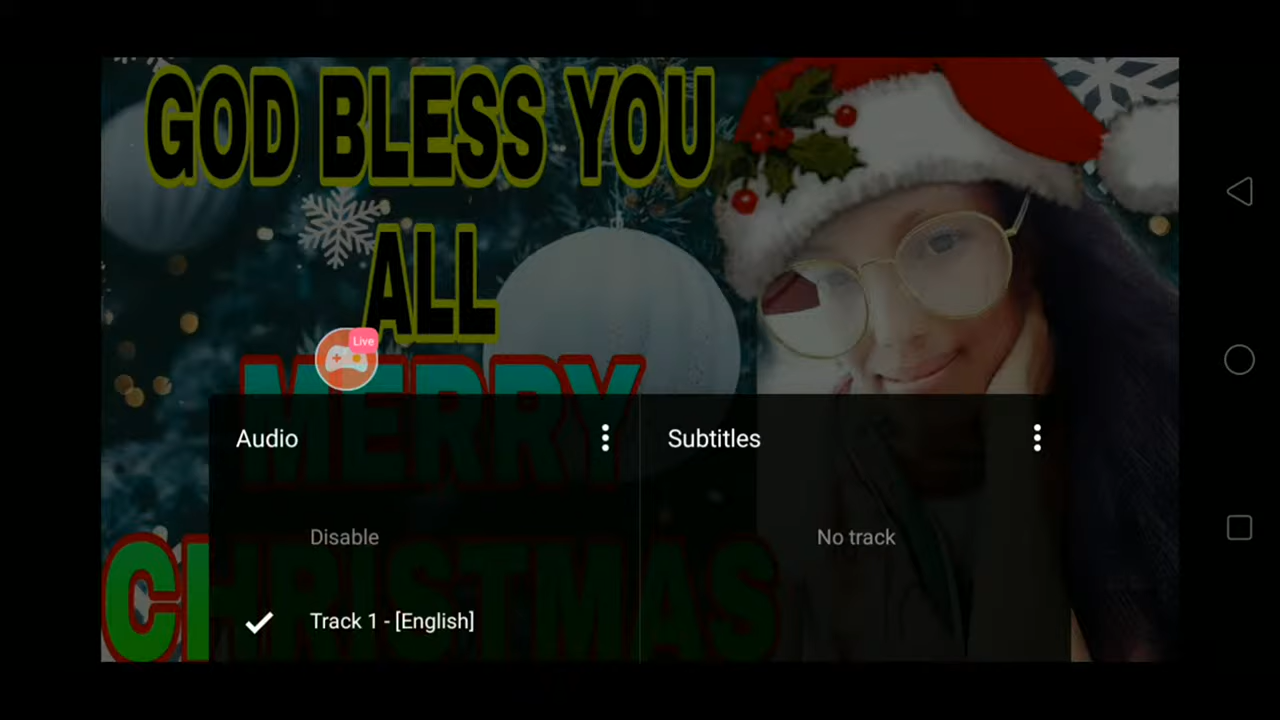 GOD BLESS YOU
ALL
Live
MERRY
Audio
Subtitles
Disable
No track
CHRISTMAS
Track 1 - [English]